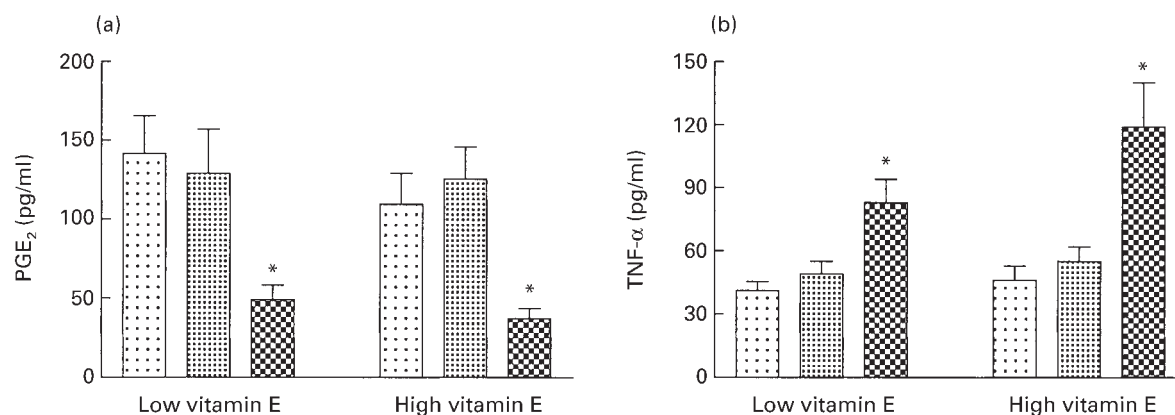 (a)
200
150
100
50
0
PGE₂ (pg/ml)
*
*
Low vitamin E
High vitamin E
(b)
150
120
90
60
30
0
TNF-α (pg/ml)
*
*
Low vitamin E
High vitamin E